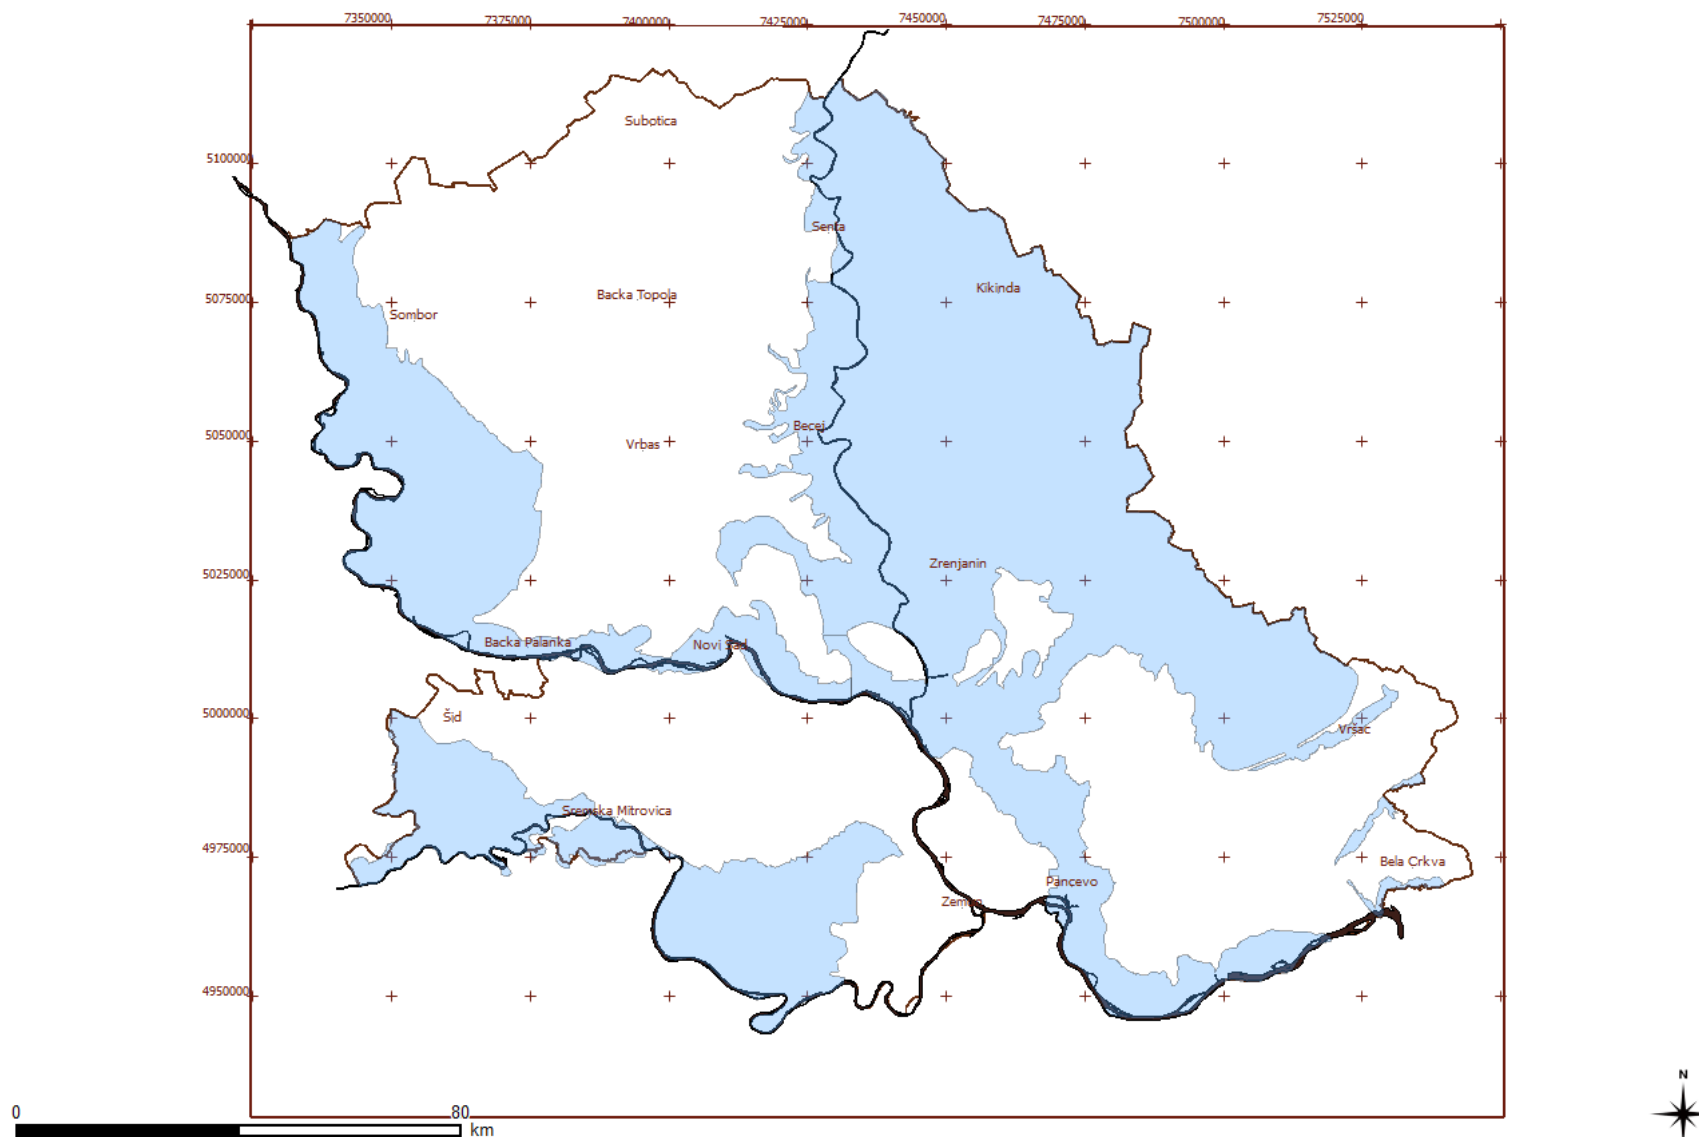 7350000 7375000 7400000 7425000 7450000 7475000 7500000 7525000
Subotica
5100000
Senta
Kikinda
Backa Topola
5075000
Sombor
Becej
5050000
Vrbas
Zrenjanin
5025000
Backa Palanka
Novi Sad
5000000
Šid
Vršac
Sremska Mitrovica
4975000
Bela Crkva
Pancevo
Zemun
4950000
N
0 80
km